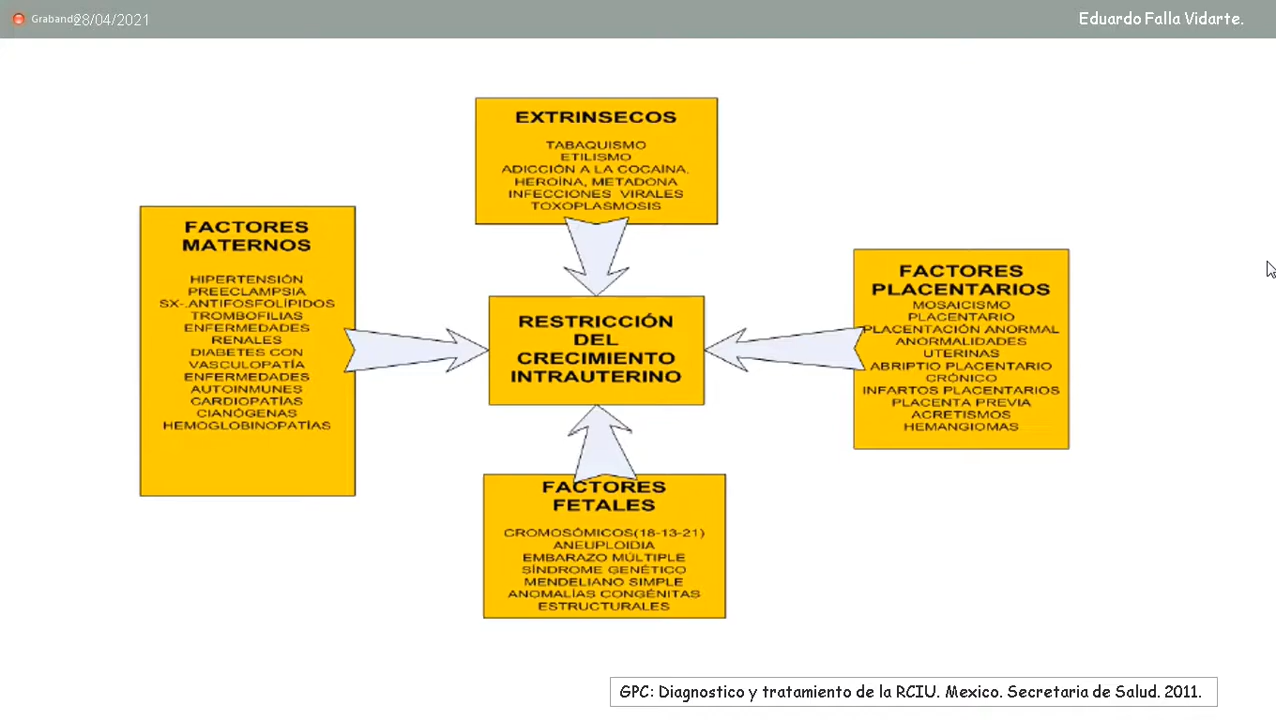 Grabando
28/04/2021
Eduardo Falla Vidarte.
EXTRINSECOS
TABAQUISMO
ETILISMO
ADICCIÓN A LA COCAÍNA,
HEROÍNA, METADONA
INFECCIONES VIRALES
TOXOPLASMOSIS
FACTORES
MATERNOS
HIPERTENSIÓN
PREECLAMPSIA
SX-.ANTIFOSFOLÍPIDOS
TROMBOFILIAS
ENFERMEDADES
RENALES
DIABETES CON
VASCULOPATÍA
ENFERMEDADES
AUTOINMUNES
CARDIOPATÍAS
CIANÓGENAS
HEMOGLOBINOPATÍAS
RESTRICCIÓN
DEL
CRECIMIENTO
INTRAUTERINO
FACTORES
PLACENTARIOS
MOSAICISMO
PLACENTARIO
PLACENTACIÓN ANORMAL
ANORMALIDADES
UTERINAS
ABRIPTIO PLACENTARIO
CRÓNICO
INFARTOS PLACENTARIOS
PLACENTA PREVIA
ACRETISMOS
HEMANGIOMAS
FACTORES
FETALES
CROMOSÓMICOS(18-13-21)
ANEUPLOIDIA
EMBARAZO MÚLTIPLE
SÍNDROME GENÉTICO
MENDELIANO SIMPLE
ANOMALÍAS CONGÉNITAS
ESTRUCTURALES
GPC: Diagnostico y tratamiento de la RCIU. Mexico. Secretaria de Salud. 2011.